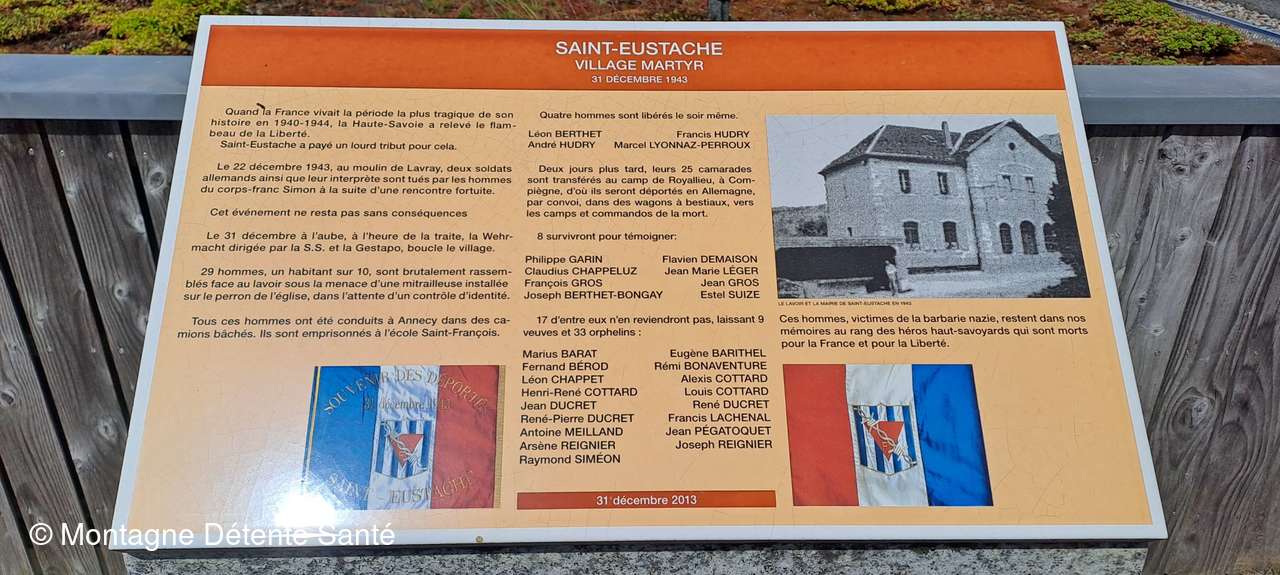 SAINT-EUSTACHE
VILLAGE MARTYR
31 DÉCEMBRE 1943
Quand la France vivait la période la plus tragique de son
histoire en 1940-1944, la Haute-Savoie a relevé le flam-
beau de la Liberté.
Saint-Eustache a payé un lourd tribut pour cela.
Le 22 décembre 1943, au moulin de Lavray, deux soldats
allemands ainsi que leur interprète sont tués par les hommes
du corps-franc Simon à la suite d'une rencontre fortuite.
Cet événement ne resta pas sans conséquences
Le 31 décembre à l'aube, à l'heure de la traite, la Wehr-
macht dirigée par la S.S. et la Gestapo, boucle le village.
29 hommes, un habitant sur 10, sont brutalement rassem-
blés face au lavoir sous la menace d'une mitrailleuse installée
sur le perron de l'église, dans l'attente d'un contrôle d'identité.
Tous ces hommes ont été conduits à Annecy dans des ca-
mions bâchés. Ils sont emprisonnés à l'école Saint-François.
SOUVENIR DES DÉPORTÉS
31 décembre 1943
SAINT-EUSTACHE
Quatre hommes sont libérés le soir même.
Léon BERTHET Francis HUDRY
André HUDRY Marcel LYONNAZ-PERROUX
Deux jours plus tard, leurs 25 camarades
sont transférés au camp de Royallieu, à Com-
piègne, d'où ils seront déportés en Allemagne,
par convoi, dans des wagons à bestiaux, vers
les camps et commandos de la mort.
8 survivront pour témoigner:
Philippe GARIN Flavien DEMAISON
Claudius CHAPPELUZ Jean Marie LÉGER
François GROS Jean GROS
Joseph BERTHET-BONGAY Estel SUIZE
17 d'entre eux n'en reviendront pas, laissant 9
veuves et 33 orphelins :
Marius BARAT Eugène BARITHEL
Fernand BÉROD Rémi BONAVENTURE
Léon CHAPPET Alexis COTTARD
Henri-René COTTARD Louis COTTARD
Jean DUCRET René DUCRET
René-Pierre DUCRET Francis LACHENAL
Antoine MEILLAND Jean PÉGATOQUET
Arsène REIGNIER Joseph REIGNIER
Raymond SIMÉON
31 décembre 2013
LE LAVOIR ET LA MAIRIE DE SAINT-EUSTACHE EN 1943
Ces hommes, victimes de la barbarie nazie, restent dans nos
mémoires au rang des héros haut-savoyards qui sont morts
pour la France et pour la Liberté.
© Montagne Détente Santé